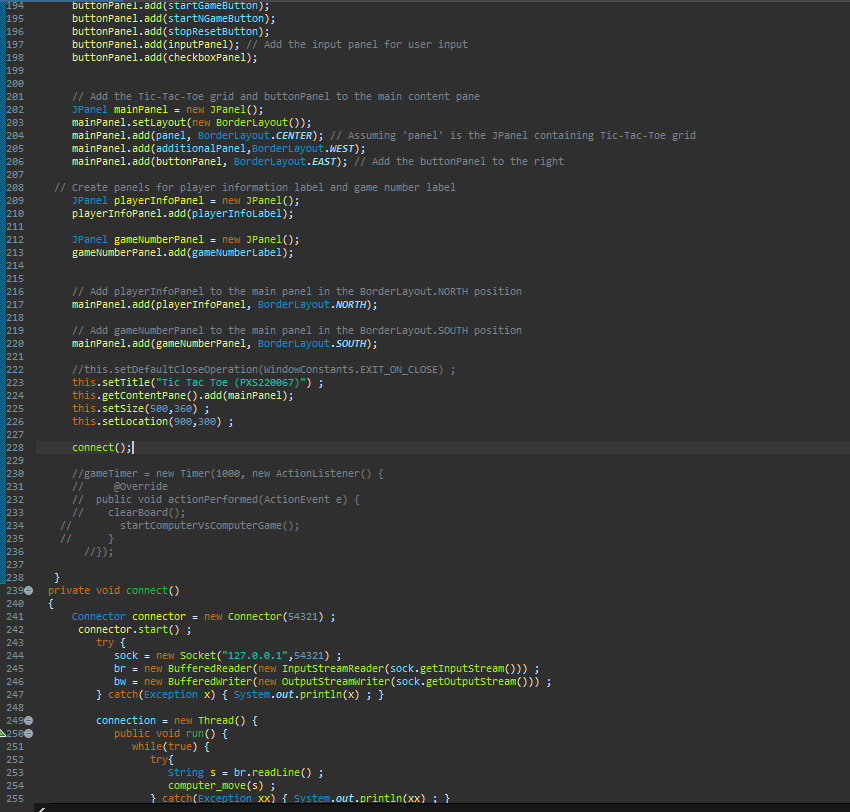 194 buttonPanel.add(startGameButton);
195 buttonPanel.add(startNGameButton);
196 buttonPanel.add(stopResetButton);
197 buttonPanel.add(inputPanel); // Add the input panel for user input
198 buttonPanel.add(checkboxPanel);
199
200
201 // Add the Tic-Tac-Toe grid and buttonPanel to the main content pane
202 JPanel mainPanel = new JPanel();
203 mainPanel.setLayout(new BorderLayout());
204 mainPanel.add(panel, BorderLayout.CENTER); // Assuming 'panel' is the JPanel containing Tic-Tac-Toe grid
205 mainPanel.add(additionalPanel,BorderLayout.WEST);
206 mainPanel.add(buttonPanel, BorderLayout.EAST); // Add the buttonPanel to the right
207
208 // Create panels for player information label and game number label
209 JPanel playerInfoPanel = new JPanel();
210 playerInfoPanel.add(playerInfoLabel);
211
212 JPanel gameNumberPanel = new JPanel();
213 gameNumberPanel.add(gameNumberLabel);
214
215
216 // Add playerInfoPanel to the main panel in the BorderLayout.NORTH position
217 mainPanel.add(playerInfoPanel, BorderLayout.NORTH);
218
219 // Add gameNumberPanel to the main panel in the BorderLayout.SOUTH position
220 mainPanel.add(gameNumberPanel, BorderLayout.SOUTH);
221
222 //this.setDefaultCloseOperation(WindowConstants.EXIT_ON_CLOSE) ;
223 this.setTitle("Tic Tac Toe (PXS220067)") ;
224 this.getContentPane().add(mainPanel);
225 this.setSize(500,360) ;
226 this.setLocation(900,300) ;
227
228 connect();
229
230 //gameTimer = new Timer(1000, new ActionListener() {
231 // @Override
232 // public void actionPerformed(ActionEvent e) {
233 // clearBoard();
234 // startComputerVsComputerGame();
235 // }
236 //});
237
238 }
239 private void connect()
240 {
241 Connector connector = new Connector(54321) ;
242 connector.start() ;
243 try {
244 sock = new Socket("127.0.0.1",54321) ;
245 br = new BufferedReader(new InputStreamReader(sock.getInputStream())) ;
246 bw = new BufferedWriter(new OutputStreamWriter(sock.getOutputStream())) ;
247 } catch(Exception x) { System.out.println(x) ; }
248
249 connection = new Thread() {
250 public void run() {
251 while(true) {
252 try{
253 String s = br.readLine() ;
254 computer_move(s) ;
255 } catch(Exception xx) { System.out.println(xx) ; }